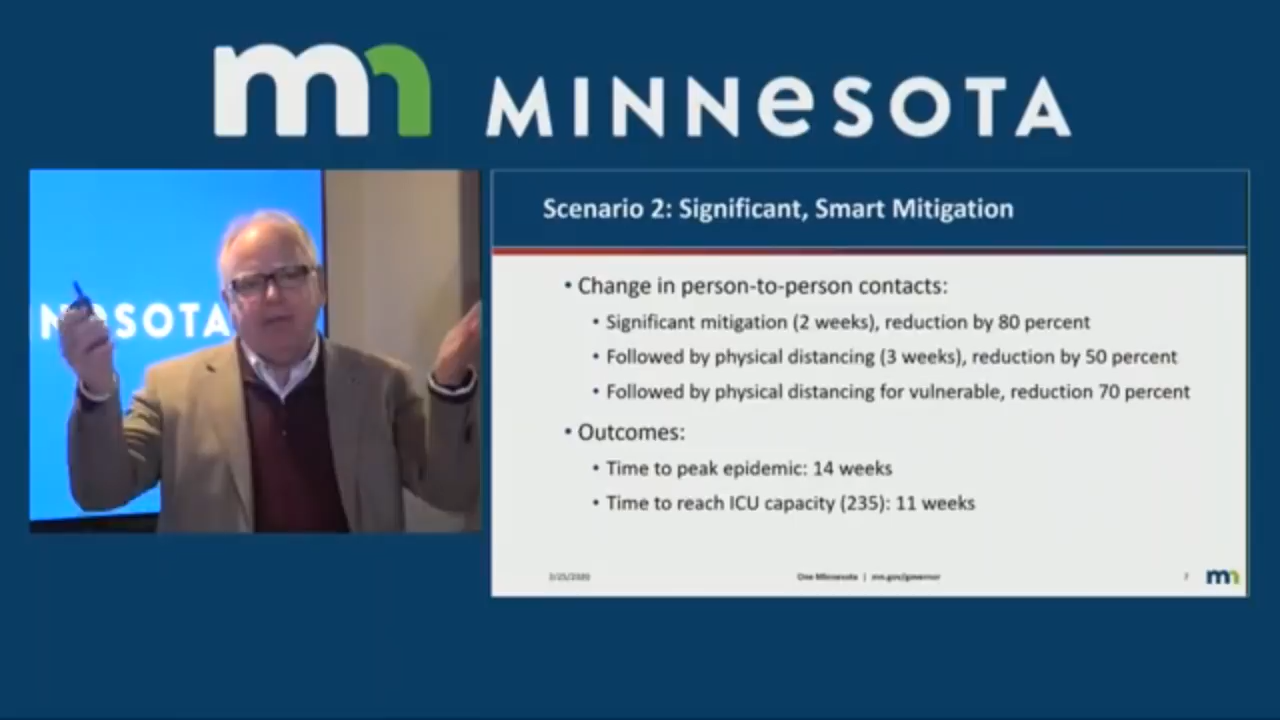 mn MINNeSOTA
NeSOTA
Scenario 2: Significant, Smart Mitigation
• Change in person-to-person contacts:
• Significant mitigation (2 weeks), reduction by 80 percent
• Followed by physical distancing (3 weeks), reduction by 50 percent
• Followed by physical distancing for vulnerable, reduction 70 percent
• Outcomes:
• Time to peak epidemic: 14 weeks
• Time to reach ICU capacity (235): 11 weeks
3/25/2020 One Minnesota | mn.gov/governor 7 mn